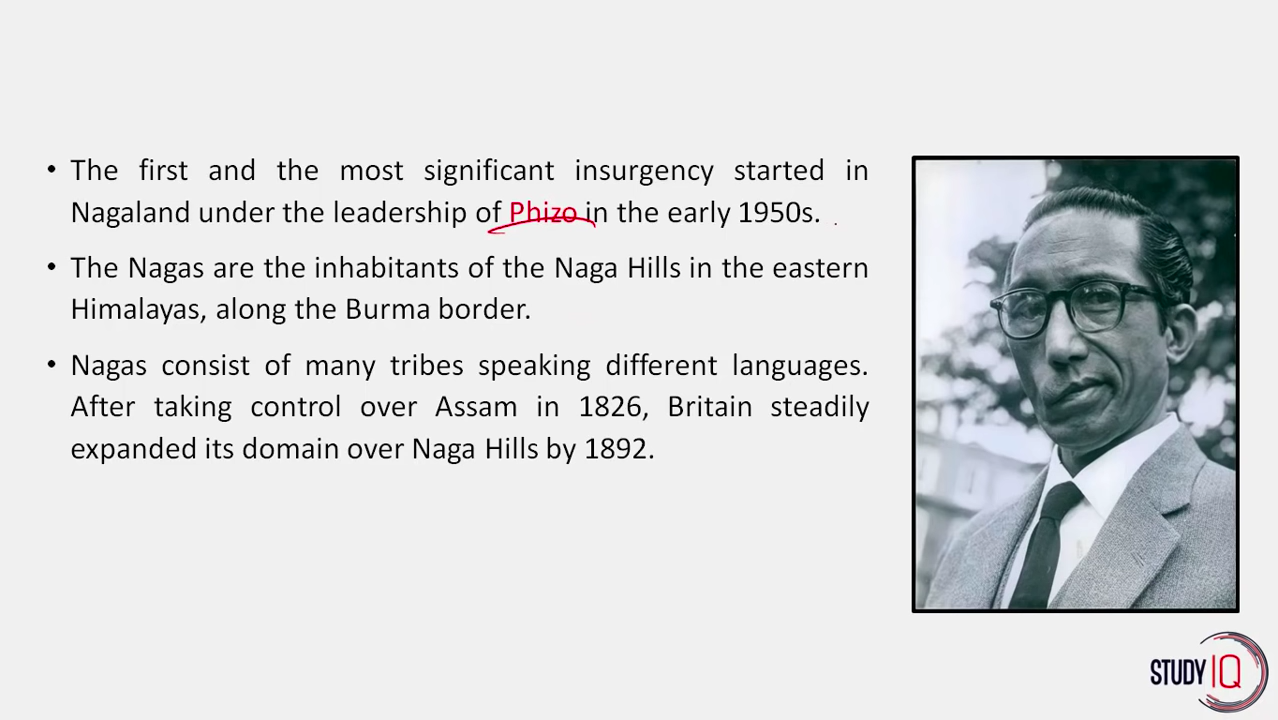 • The first and the most significant insurgency started in
Nagaland under the leadership of Phizo in the early 1950s.
• The Nagas are the inhabitants of the Naga Hills in the eastern
Himalayas, along the Burma border.
• Nagas consist of many tribes speaking different languages.
After taking control over Assam in 1826, Britain steadily
expanded its domain over Naga Hills by 1892.
STUDY IQ